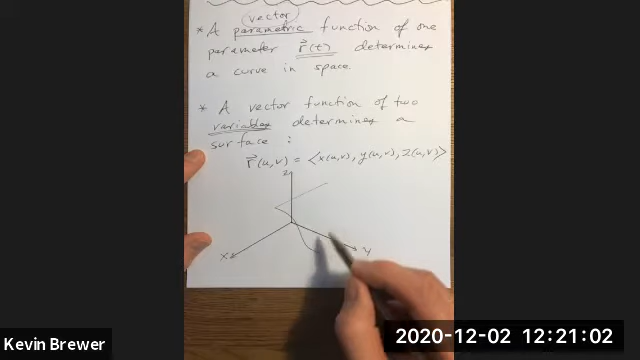 vector
* A parametric function of one
parameter r⃗(t) determines
a curve in space
* A vector function of two
variables determines a
surface :
r⃗(u,v) = <x(u,v), y(u,v), z(u,v)>
z
x
y
Kevin Brewer
2020-12-02 12:21:02